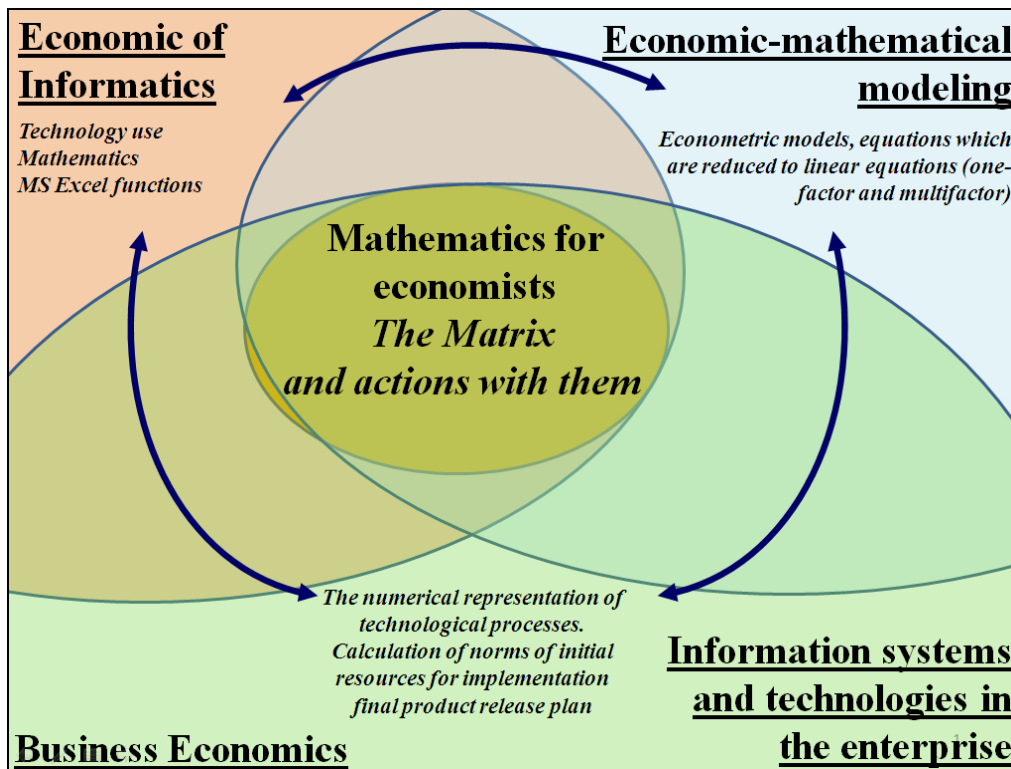 Economic of
Informatics
Technology use
Mathematics
MS Excel functions
Economic-mathematical
modeling
Econometric models, equations which
are reduced to linear equations (one-
factor and multifactor)
Mathematics for
economists
The Matrix
and actions with them
The numerical representation of
technological processes.
Calculation of norms of initial
resources for implementation
final product release plan
Business Economics
Information systems
and technologies in
the enterprise